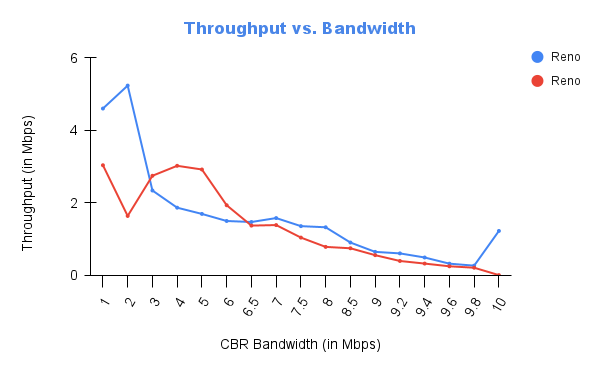 Throughput vs. Bandwidth
Reno
Reno
Throughput (in Mbps)
6
4
2
0
1 2 3 4 5 6 6.5 7 7.5 8 8.5 9 9.2 9.4 9.6 9.8 10
CBR Bandwidth (in Mbps)